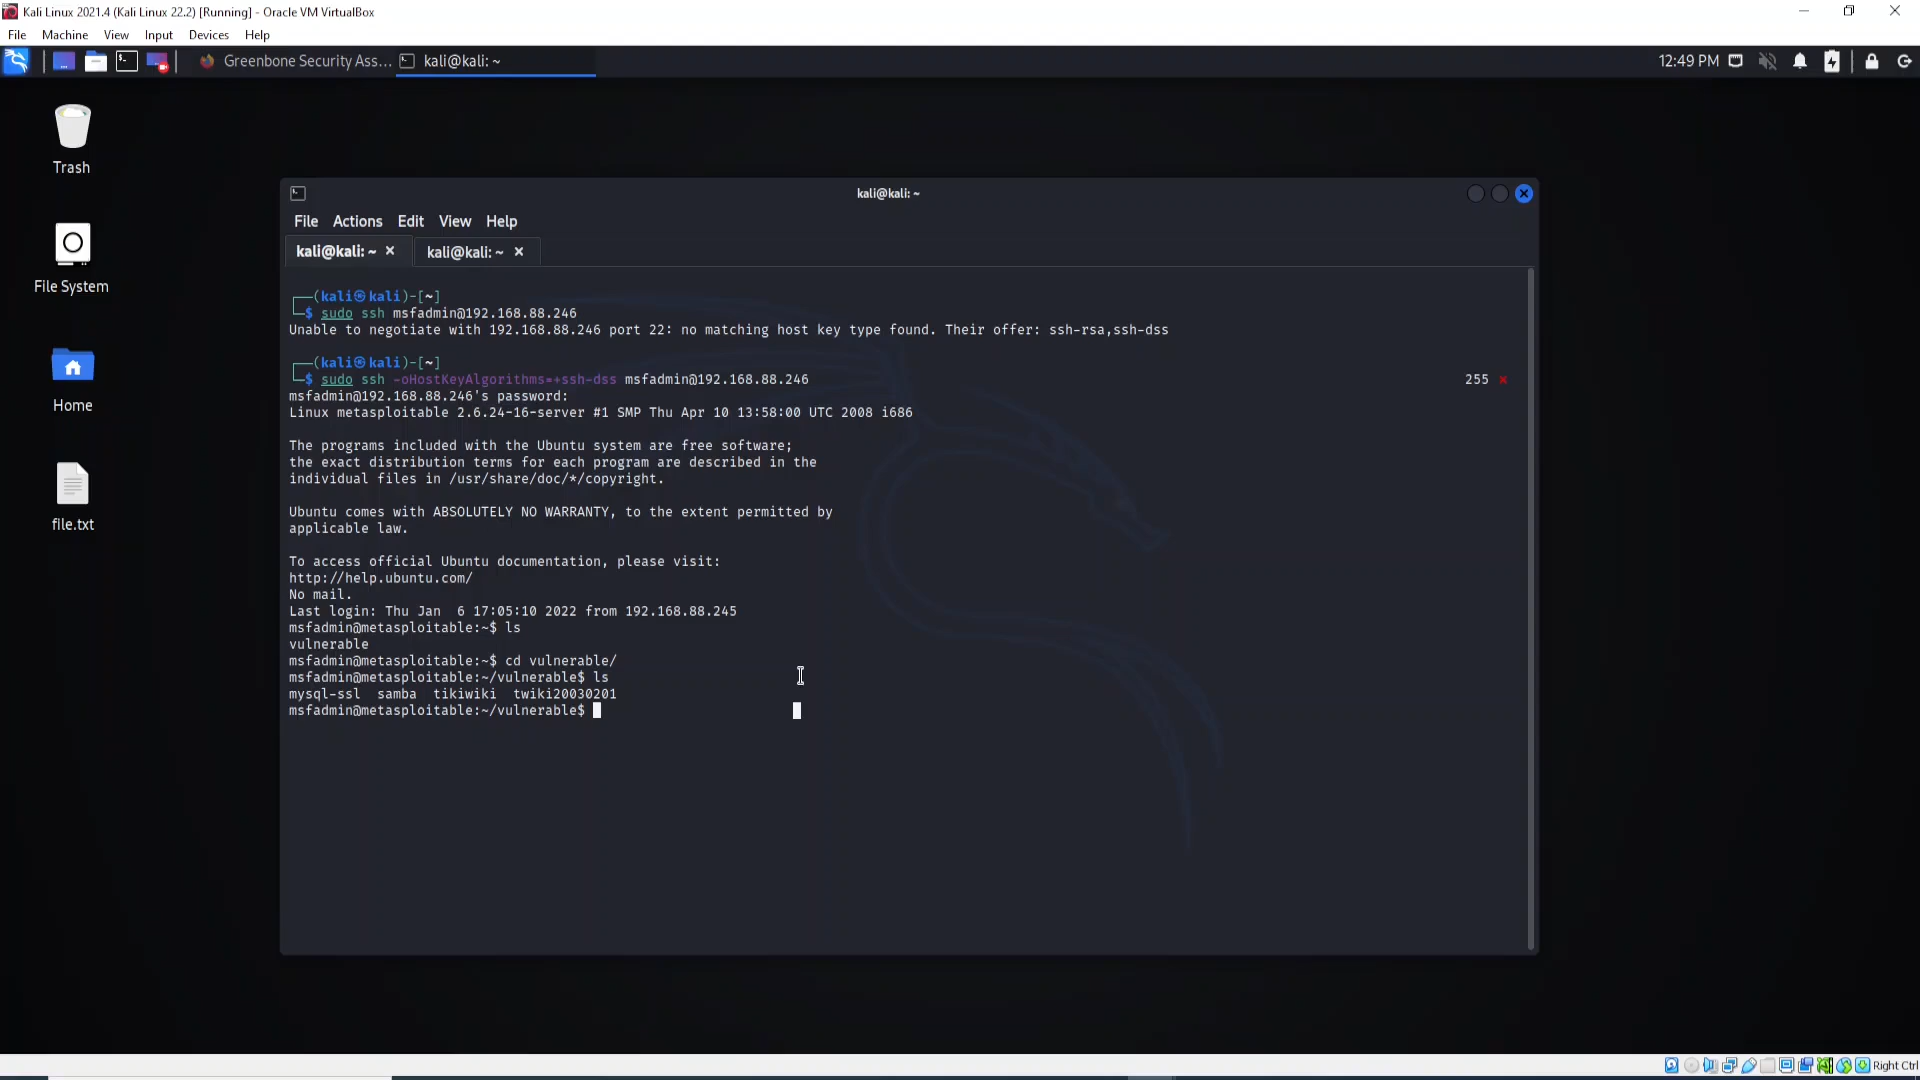 Kali Linux 2021.4 (Kali Linux 22.2) [Running] - Oracle VM VirtualBox
File Machine View Input Devices Help
Greenbone Security Ass... kali@kali: ~ 12:49 PM
Trash
File System
Home
file.txt
kali@kali: ~
File Actions Edit View Help
kali@kali: ~ × kali@kali: ~ ×
┌──(kali㉿kali)-[~]
└─$ sudo ssh msfadmin@192.168.88.246
Unable to negotiate with 192.168.88.246 port 22: no matching host key type found. Their offer: ssh-rsa,ssh-dss
┌──(kali㉿kali)-[~]
└─$ sudo ssh -oHostKeyAlgorithms=+ssh-dss msfadmin@192.168.88.246 255 ×
msfadmin@192.168.88.246's password:
Linux metasploitable 2.6.24-16-server #1 SMP Thu Apr 10 13:58:00 UTC 2008 i686
The programs included with the Ubuntu system are free software;
the exact distribution terms for each program are described in the
individual files in /usr/share/doc/*/copyright.
Ubuntu comes with ABSOLUTELY NO WARRANTY, to the extent permitted by
applicable law.
To access official Ubuntu documentation, please visit:
http://help.ubuntu.com/
No mail.
Last login: Thu Jan  6 17:05:10 2022 from 192.168.88.245
msfadmin@metasploitable:~$ ls
vulnerable
msfadmin@metasploitable:~$ cd vulnerable/
msfadmin@metasploitable:~/vulnerable$ ls
mysql-ssl  samba  tikiwiki  twiki20030201
msfadmin@metasploitable:~/vulnerable$
Right Ctrl